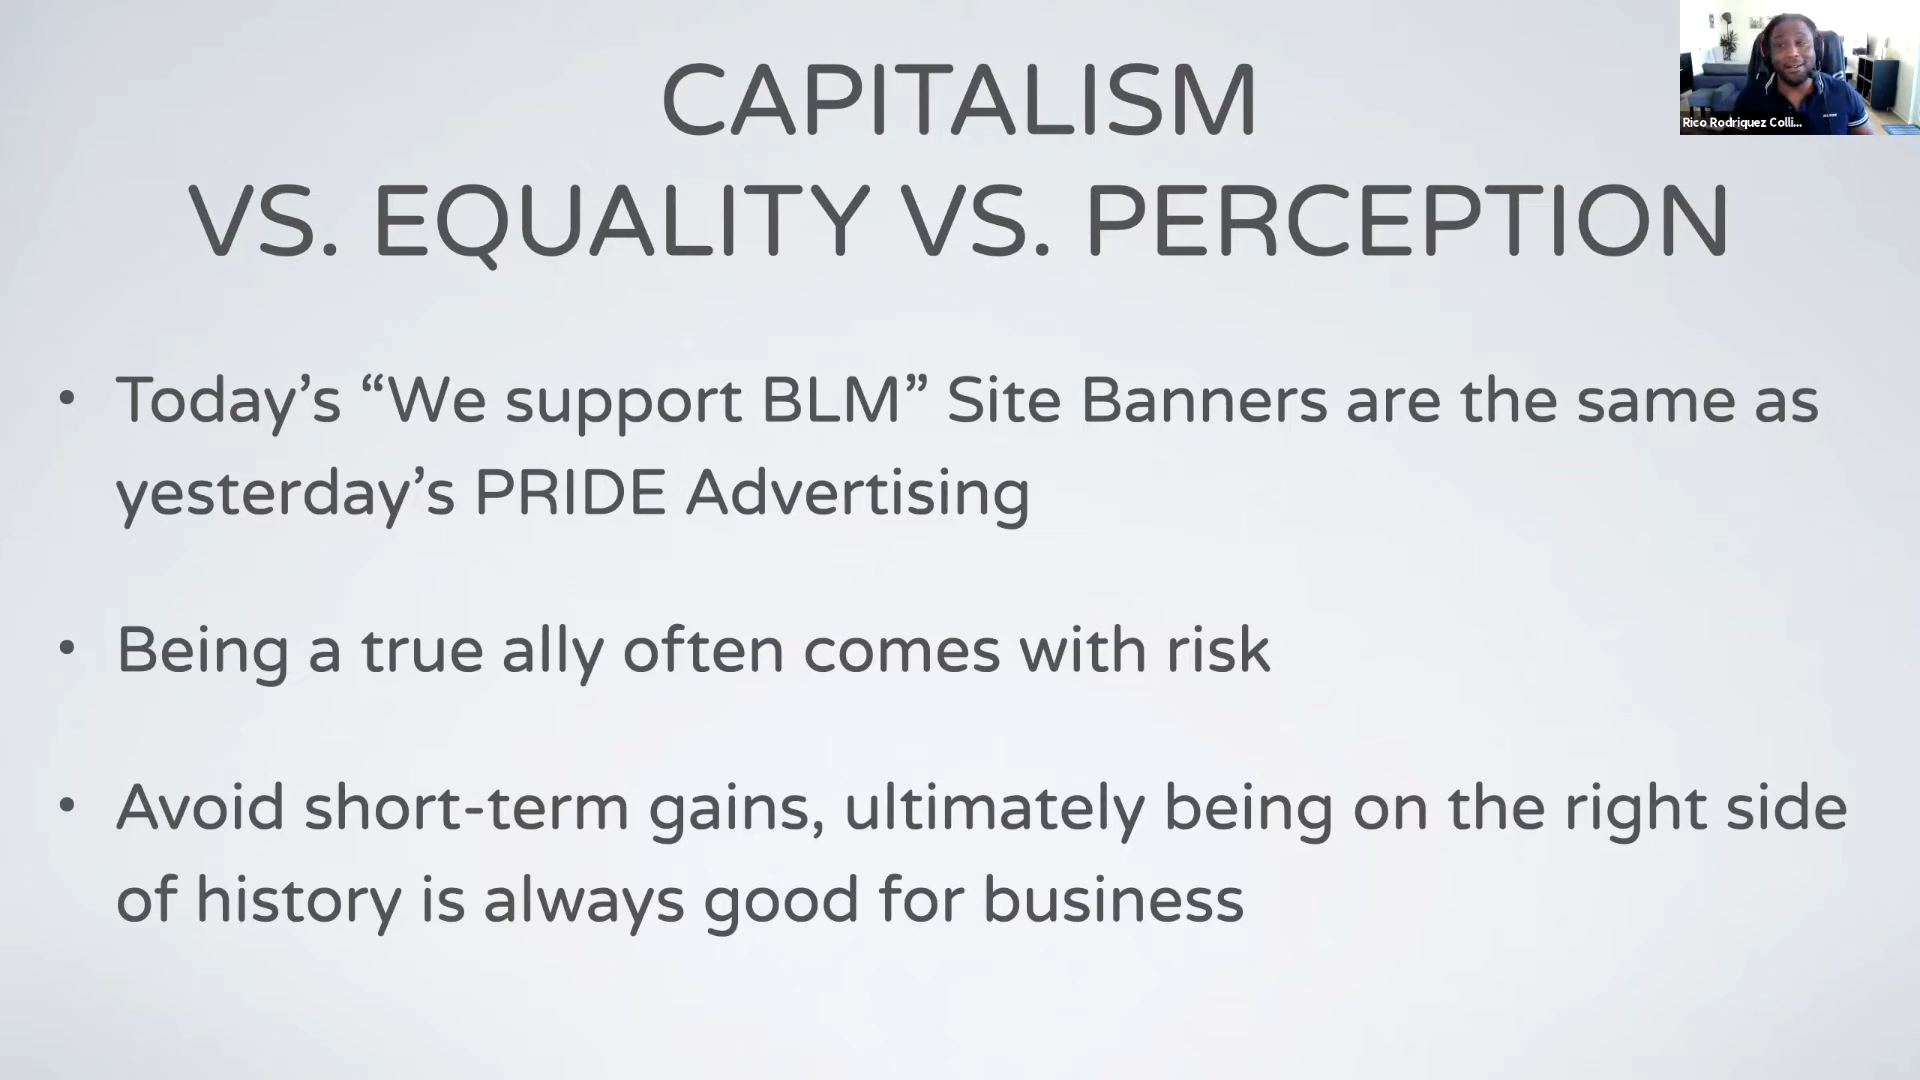 CAPITALISM
VS. EQUALITY VS. PERCEPTION
Rico Rodriquez Colli...
• Today’s “We support BLM” Site Banners are the same as
yesterday’s PRIDE Advertising
• Being a true ally often comes with risk
• Avoid short-term gains, ultimately being on the right side
of history is always good for business